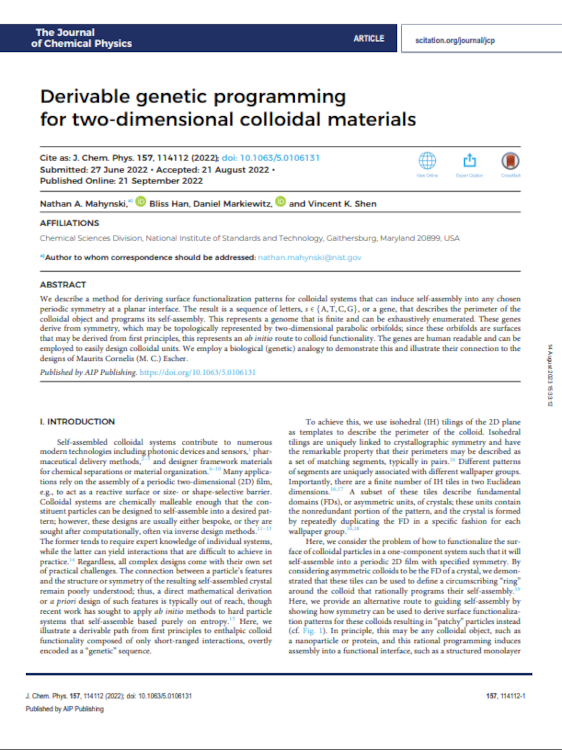 The Journal
of Chemical Physics
ARTICLE
scitation.org/journal/jcp
Derivable genetic programming
for two-dimensional colloidal materials
Cite as: J. Chem. Phys. 157, 114112 (2022); doi: 10.1063/5.0106131
Submitted: 27 June 2022 • Accepted: 21 August 2022 •
Published Online: 21 September 2022
View Online
Export Citation
CrossMark
Nathan A. Mahynski,a) Bliss Han, Daniel Markiewitz, and Vincent K. Shen
AFFILIATIONS
Chemical Sciences Division, National Institute of Standards and Technology, Gaithersburg, Maryland 20899, USA
a)Author to whom correspondence should be addressed: nathan.mahynski@nist.gov
ABSTRACT
We describe a method for deriving surface functionalization patterns for colloidal systems that can induce self-assembly into any chosen
periodic symmetry at a planar interface. The result is a sequence of letters, s ∈ {A, T, C, G}, or a gene, that describes the perimeter of the
colloidal object and programs its self-assembly. This represents a genome that is finite and can be exhaustively enumerated. These genes
derive from symmetry, which may be topologically represented by two-dimensional parabolic orbifolds; since these orbifolds are surfaces
that may be derived from first principles, this represents an ab initio route to colloid functionality. The genes are human readable and can be
employed to easily design colloidal units. We employ a biological (genetic) analogy to demonstrate this and illustrate their connection to the
designs of Maurits Cornelis (M. C.) Escher.
Published by AIP Publishing. https://doi.org/10.1063/5.0106131
I. INTRODUCTION
Self-assembled colloidal systems contribute to numerous
modern technologies including photonic devices and sensors,1 phar-
maceutical delivery methods,2–5 and designer framework materials
for chemical separations or material organization.6–10 Many applica-
tions rely on the assembly of a periodic two-dimensional (2D) film,
e.g., to act as a reactive surface or size- or shape-selective barrier.
Colloidal systems are chemically malleable enough that the con-
stituent particles can be designed to self-assemble into a desired pat-
tern; however, these designs are usually either bespoke, or they are
sought after computationally, often via inverse design methods.11–13
The former tends to require expert knowledge of individual systems,
while the latter can yield interactions that are difficult to achieve in
practice.14 Regardless, all complex designs come with their own set
of practical challenges. The connection between a particle's features
and the structure or symmetry of the resulting self-assembled crystal
remain poorly understood; thus, a direct mathematical derivation
or a priori design of such features is typically out of reach, though
recent work has sought to apply ab initio methods to hard particle
systems that self-assemble based purely on entropy.15 Here, we
illustrate a derivable path from first principles to enthalpic colloid
functionality composed of only short-ranged interactions, overtly
encoded as a "genetic" sequence.
To achieve this, we use isohedral (IH) tilings of the 2D plane
as templates to describe the perimeter of the colloid. Isohedral
tilings are uniquely linked to crystallographic symmetry and have
the remarkable property that their perimeters may be described as
a set of matching segments, typically in pairs.16 Different patterns
of segments are uniquely associated with different wallpaper groups.
Importantly, there are a finite number of IH tiles in two Euclidean
dimensions.16,17 A subset of these tiles describe fundamental
domains (FDs), or asymmetric units, of crystals; these units contain
the nonredundant portion of the pattern, and the crystal is formed
by repeatedly duplicating the FD in a specific fashion for each
wallpaper group.16,18
Here, we consider the problem of how to functionalize the sur-
face of colloidal particles in a one-component system such that it will
self-assemble into a periodic 2D film with specified symmetry. By
considering asymmetric colloids to be the FD of a crystal, we demon-
strated that these tiles can be used to define a circumscribing "ring"
around the colloid that rationally programs their self-assembly.19
Here, we provide an alternative route to guiding self-assembly by
showing how symmetry can be used to derive surface functionaliza-
tion patterns for these colloids resulting in "patchy" particles instead
(cf. Fig. 1). In principle, this may be any colloidal object, such as
a nanoparticle or protein, and this rational programming induces
assembly into a functional interface, such as a structured monolayer
14 August 2023 15:53:12
J. Chem. Phys. 157, 114112 (2022); doi: 10.1063/5.0106131
157, 114112-1
Published by AIP Publishing